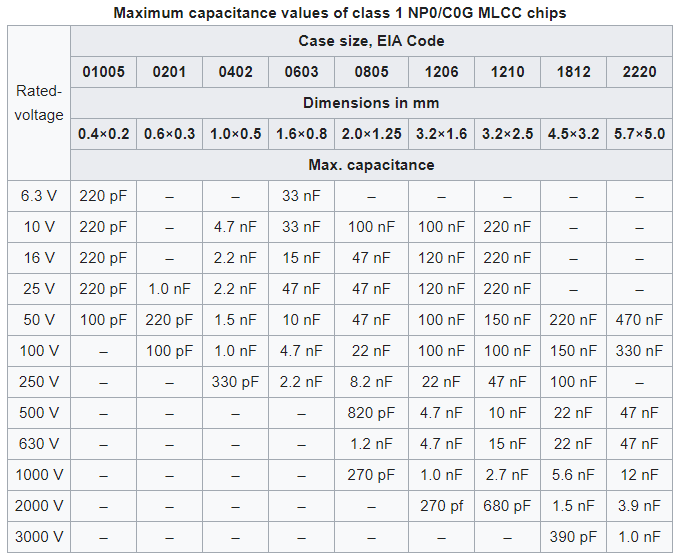 Maximum capacitance values of class 1 NP0/C0G MLCC chips
Rated-voltage Case size, EIA Code
01005 0201 0402 0603 0805 1206 1210 1812 2220
Dimensions in mm
0.4×0.2 0.6×0.3 1.0×0.5 1.6×0.8 2.0×1.25 3.2×1.6 3.2×2.5 4.5×3.2 5.7×5.0
Max. capacitance
6.3 V 220 pF – – 33 nF – – – – –
10 V 220 pF – 4.7 nF 33 nF 100 nF 100 nF 220 nF – –
16 V 220 pF – 2.2 nF 15 nF 47 nF 120 nF 220 nF – –
25 V 220 pF 1.0 nF 2.2 nF 47 nF 47 nF 120 nF 220 nF – –
50 V 100 pF 220 pF 1.5 nF 10 nF 47 nF 100 nF 150 nF 220 nF 470 nF
100 V – 100 pF 1.0 nF 4.7 nF 22 nF 100 nF 100 nF 150 nF 330 nF
250 V – – 330 pF 2.2 nF 8.2 nF 22 nF 47 nF 100 nF –
500 V – – – – 820 pF 4.7 nF 10 nF 22 nF 47 nF
630 V – – – – 1.2 nF 4.7 nF 15 nF 22 nF 47 nF
1000 V – – – – 270 pF 1.0 nF 2.7 nF 5.6 nF 12 nF
2000 V – – – – – 270 pf 680 pF 1.5 nF 3.9 nF
3000 V – – – – – – – 390 pF 1.0 nF